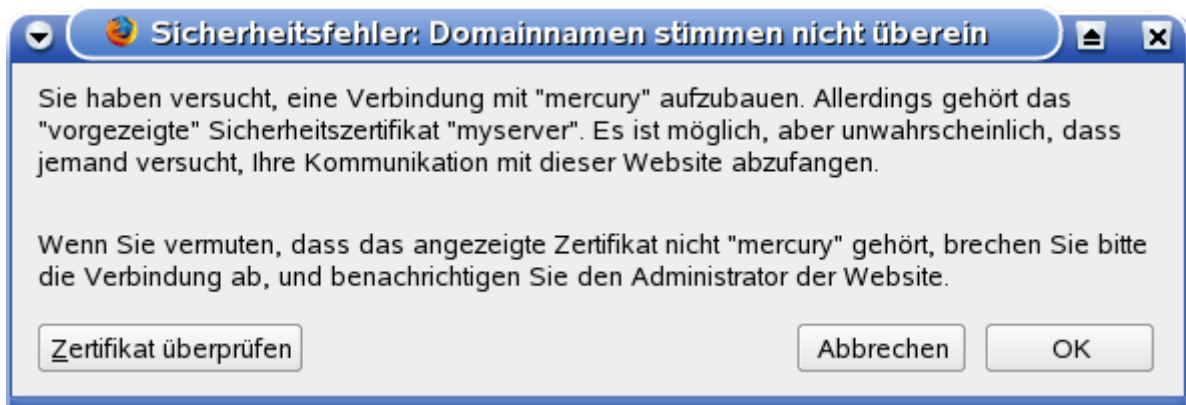 Sicherheitsfehler: Domainnamen stimmen nicht überein
Sie haben versucht, eine Verbindung mit "mercury" aufzubauen. Allerdings gehört das
"vorgezeigte" Sicherheitszertifikat "myserver". Es ist möglich, aber unwahrscheinlich, dass
jemand versucht, Ihre Kommunikation mit dieser Website abzufangen.
Wenn Sie vermuten, dass das angezeigte Zertifikat nicht "mercury" gehört, brechen Sie bitte
die Verbindung ab, und benachrichtigen Sie den Administrator der Website.
Zertifikat überprüfen Abbrechen OK